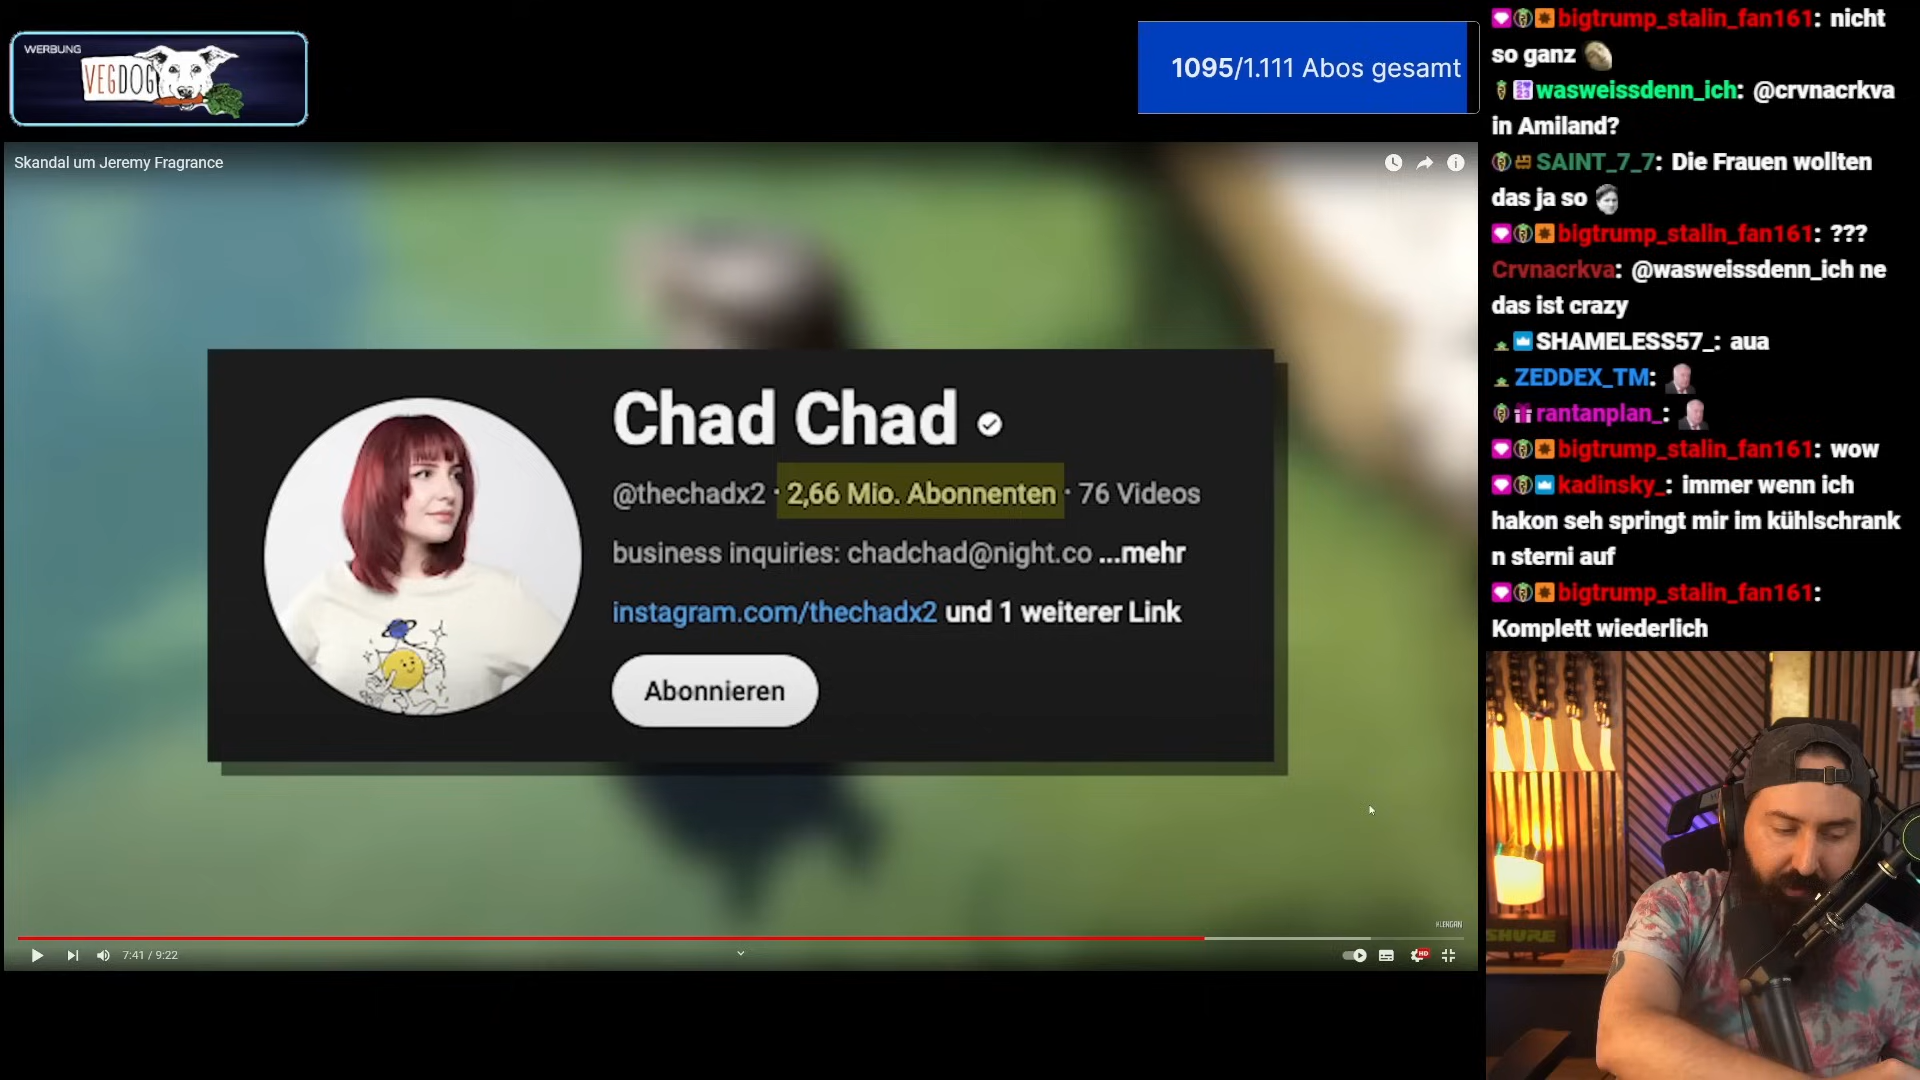 WERBUNG
VEGDOG
1095/1.111 Abos gesamt
Skandal um Jeremy Fragrance
Chad Chad
@thechadx2 · 2,66 Mio. Abonnenten · 76 Videos
business inquiries: chadchad@night.co ...mehr
instagram.com/thechadx2 und 1 weiterer Link
Abonnieren
KLENGAN
7:41 / 9:22
HD
bigtrump_stalin_fan161: nicht
so ganz
wasweissdenn_ich: @crvnacrkva
in Amiland?
SAINT_7_7: Die Frauen wollten
das ja so
bigtrump_stalin_fan161: ???
Crvnacrkva: @wasweissdenn_ich ne
das ist crazy
SHAMELESS57_: aua
ZEDDEX_TM:
rantanplan_:
bigtrump_stalin_fan161: wow
kadinsky_: immer wenn ich
hakon seh springt mir im kühlschrank
n sterni auf
bigtrump_stalin_fan161:
Komplett wiederlich
SHURE